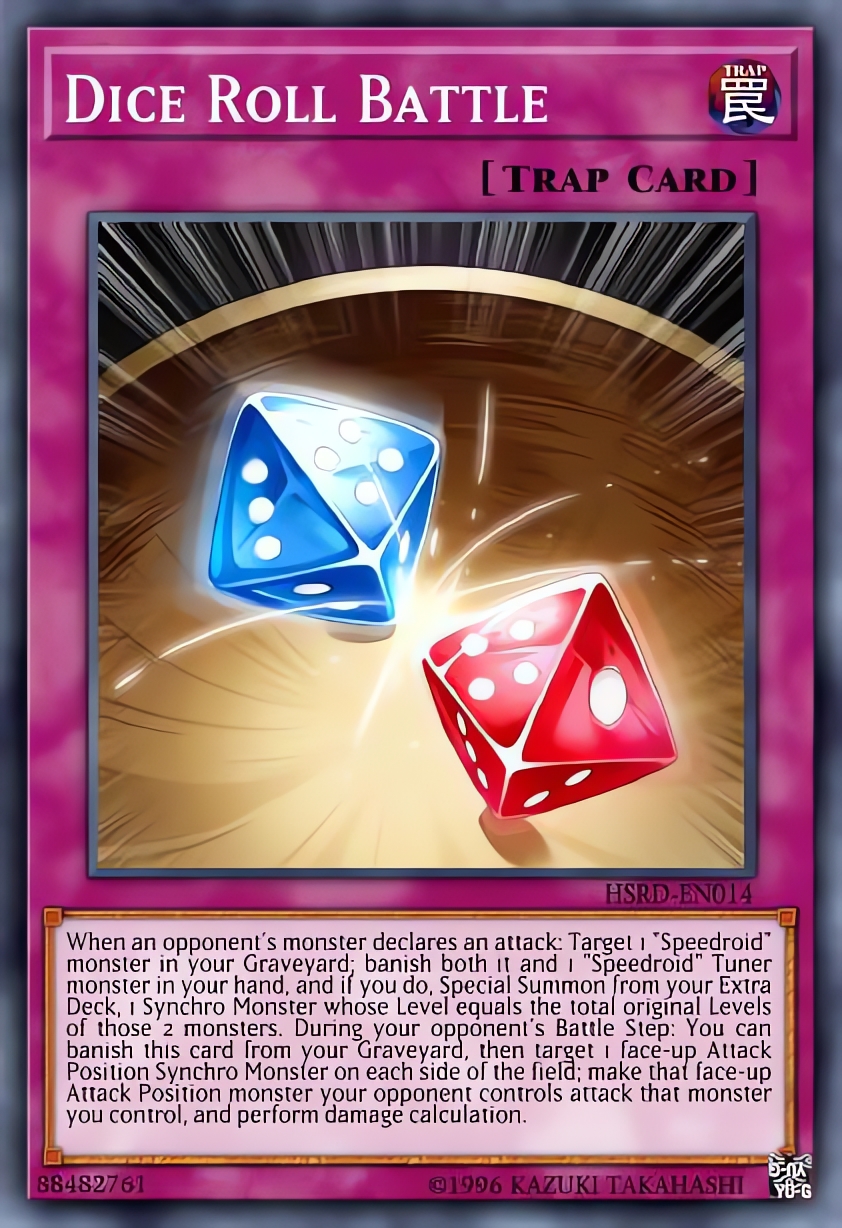 DICE ROLL BATTLE
TRAP
罠
[TRAP CARD]
HSRD-EN014
When an opponent's monster declares an attack: Target 1 "Speedroid"
monster in your Graveyard; banish both it and 1 "Speedroid" Tuner
monster in your hand, and if you do, Special Summon from your Extra
Deck, 1 Synchro Monster whose Level equals the total original Levels
of those 2 monsters. During your opponent's Battle Step: You can
banish this card from your Graveyard, then target 1 face-up Attack
Position Synchro Monster on each side of the field; make that face-up
Attack Position monster your opponent controls attack that monster
you control, and perform damage calculation.
88482761
©1996 KAZUKI TAKAHASHI